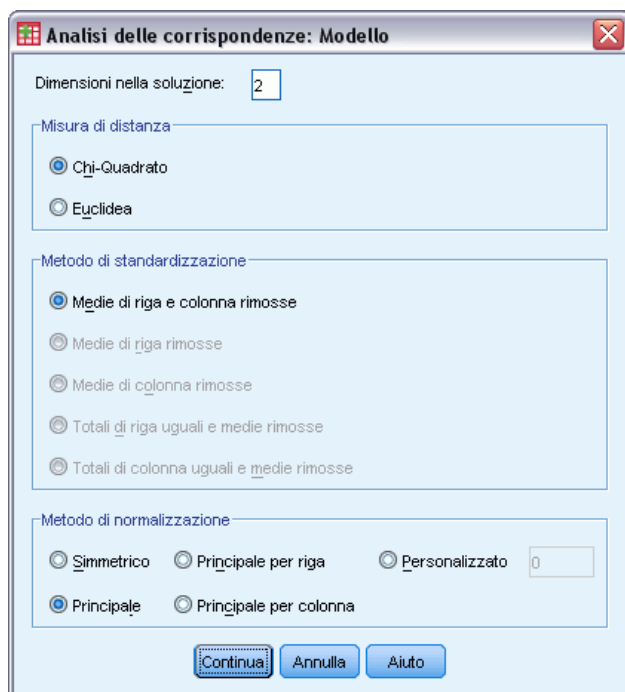 Analisi delle corrispondenze: Modello
Dimensioni nella soluzione: 2
Misura di distanza
Chi-Quadrato
Euclidea
Metodo di standardizzazione
Medie di riga e colonna rimosse
Medie di riga rimosse
Medie di colonna rimosse
Totali di riga uguali e medie rimosse
Totali di colonna uguali e medie rimosse
Metodo di normalizzazione
Simmetrico Principale per riga Personalizzato 0
Principale Principale per colonna
Continua Annulla Aiuto